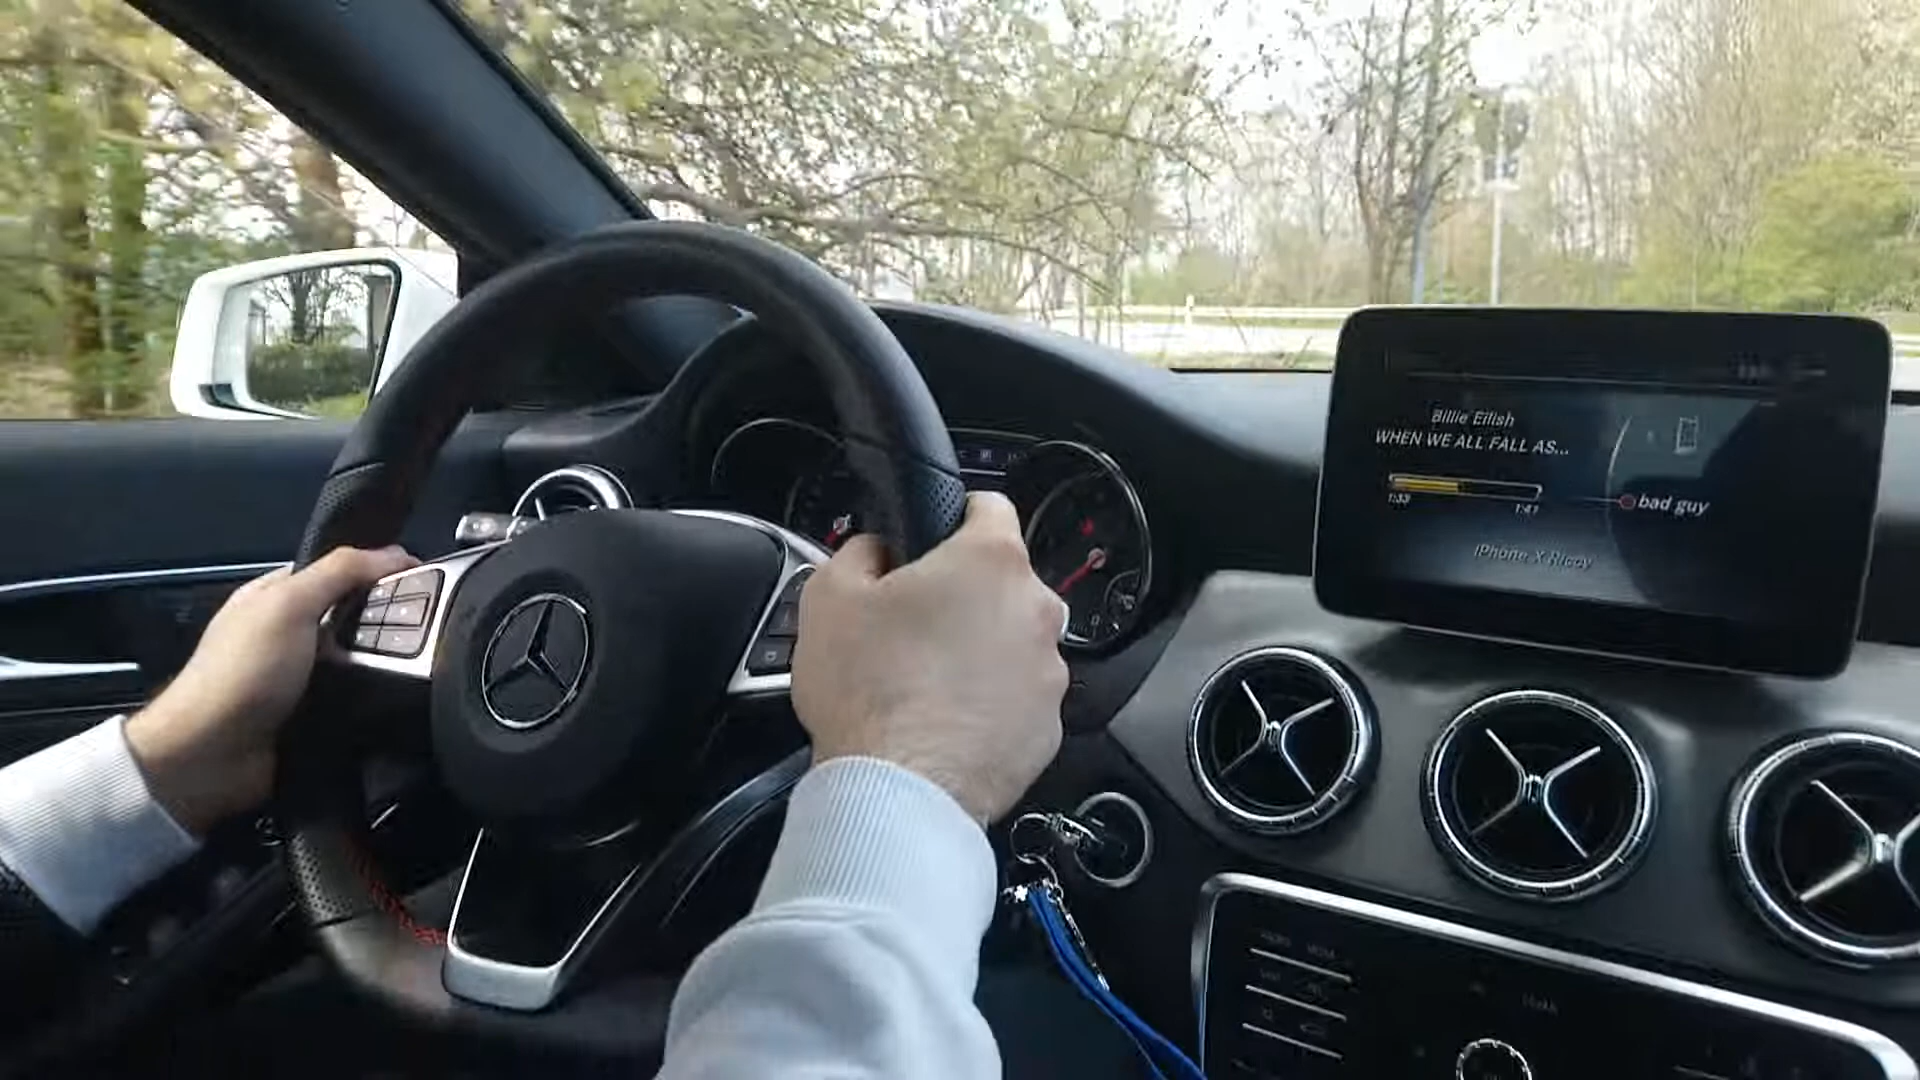 Billie Eilish
WHEN WE ALL FALL AS...
1:33
1:41
bad guy
iPhone X Ricoy